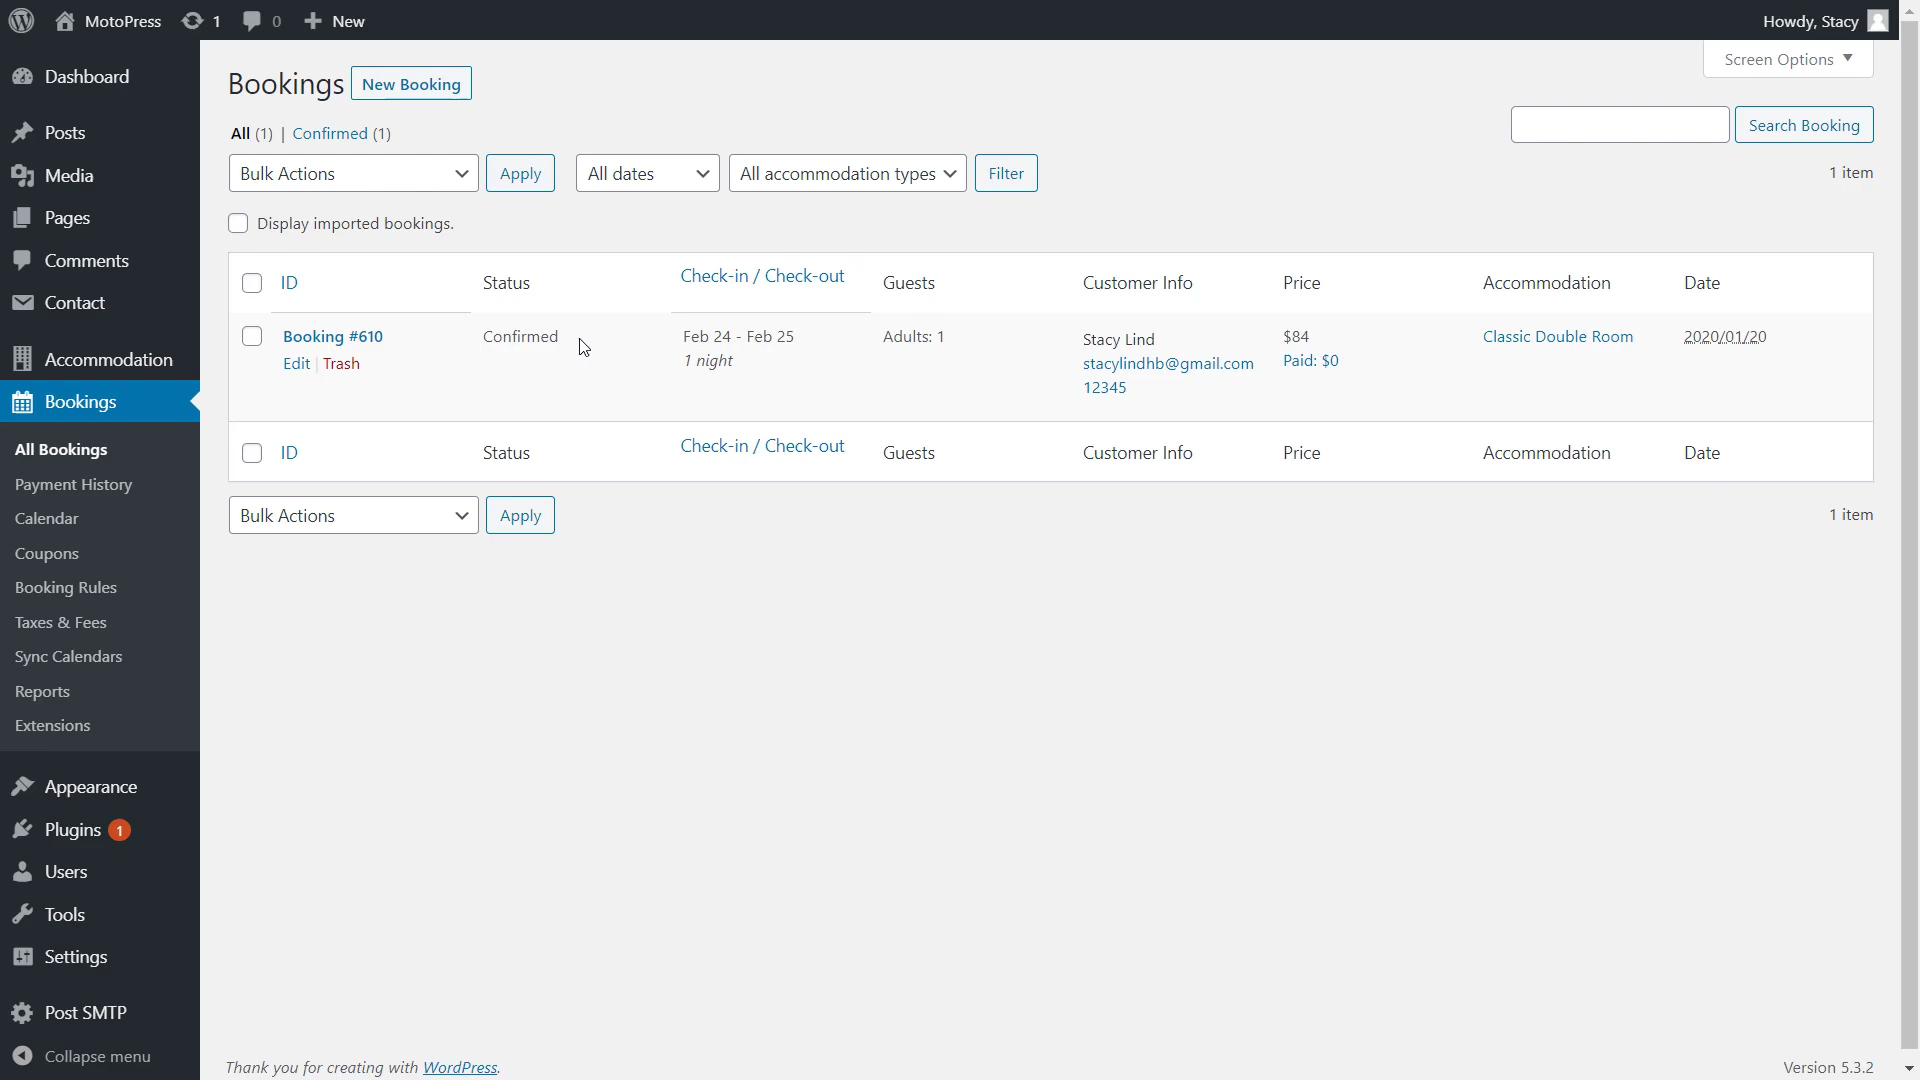 MotoPress 1 0 New Howdy, Stacy
Screen Options
Dashboard
Posts
Media
Pages
Comments
Contact
Accommodation
Bookings
All Bookings
Payment History
Calendar
Coupons
Booking Rules
Taxes & Fees
Sync Calendars
Reports
Extensions
Appearance
Plugins 1
Users
Tools
Settings
Post SMTP
Collapse menu
Bookings New Booking
All (1) | Confirmed (1)
Search Booking
Bulk Actions Apply All dates All accommodation types Filter 1 item
Display imported bookings.
ID Status Check-in / Check-out Guests Customer Info Price Accommodation Date
Booking #610 Confirmed Feb 24 - Feb 25 Adults: 1 Stacy Lind $84 Classic Double Room 2020/01/20
Edit | Trash 1 night stacylindhb@gmail.com Paid: $0
12345
ID Status Check-in / Check-out Guests Customer Info Price Accommodation Date
Bulk Actions Apply 1 item
Thank you for creating with WordPress. Version 5.3.2